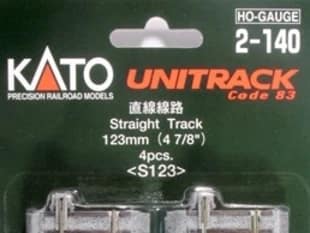 HO-GAUGE
2-140
KATO
PRECISION RAILROAD MODELS
UNITRACK
Code 83
直線線路
Straight Track
123mm (4 7/8")
4pcs.
<S123>